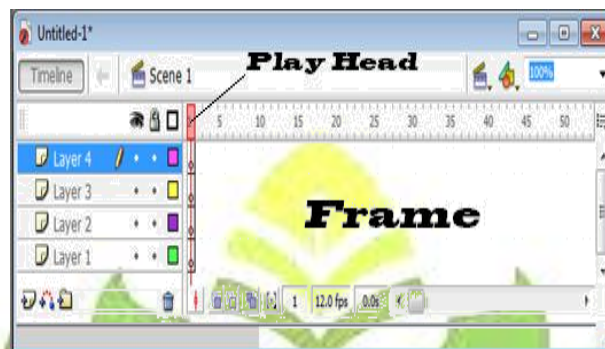 Untitled-1*
Timeline Scene 1 Play Head 100%
5 10 15 20 25 30 35 40 45 50
Layer 4
Layer 3
Frame
Layer 2
Layer 1
1 12.0 fps 0.0s